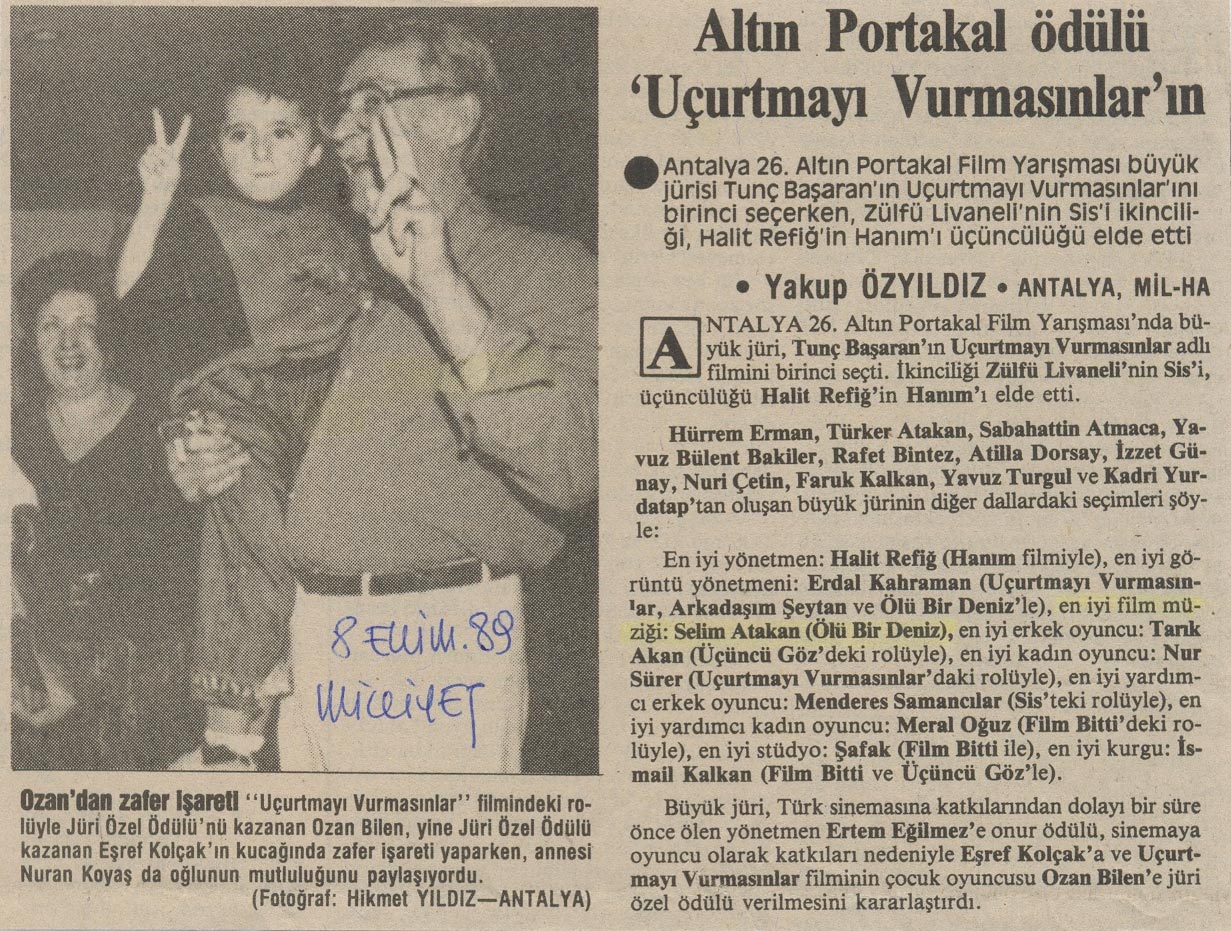 Altın Portakal ödülü
‘Uçurtmayı Vurmasınlar’ın
● Antalya 26. Altın Portakal Film Yarışması büyük
jürisi Tunç Başaran’ın Uçurtmayı Vurmasınlar’ını
birinci seçerken, Zülfü Livaneli’nin Sis’i ikincili-
ği, Halit Refiğ’in Hanım’ı üçüncülüğü elde etti
• Yakup ÖZYILDIZ • ANTALYA, MİL-HA
ANTALYA 26. Altın Portakal Film Yarışması’nda bü-
yük jüri, Tunç Başaran’ın Uçurtmayı Vurmasınlar adlı
filmini birinci seçti. İkinciliği Zülfü Livaneli’nin Sis’i,
üçüncülüğü Halit Refiğ’in Hanım’ı elde etti.
Hürrem Erman, Türker Atakan, Sabahattin Atmaca, Ya-
vuz Bülent Bakiler, Rafet Bintez, Atilla Dorsay, İzzet Gü-
nay, Nuri Çetin, Faruk Kalkan, Yavuz Turgul ve Kadri Yur-
datap’tan oluşan büyük jürinin diğer dallardaki seçimleri şöy-
le:
En iyi yönetmen: Halit Refiğ (Hanım filmiyle), en iyi gö-
rüntü yönetmeni: Erdal Kahraman (Uçurtmayı Vurmasın-
lar, Arkadaşım Şeytan ve Ölü Bir Deniz’le), en iyi film mü-
ziği: Selim Atakan (Ölü Bir Deniz), en iyi erkek oyuncu: Tarık
Akan (Üçüncü Göz’deki rolüyle), en iyi kadın oyuncu: Nur
Sürer (Uçurtmayı Vurmasınlar’daki rolüyle), en iyi yardım-
cı erkek oyuncu: Menderes Samancılar (Sis’teki rolüyle), en
iyi yardımcı kadın oyuncu: Meral Oğuz (Film Bitti’deki ro-
lüyle), en iyi stüdyo: Şafak (Film Bitti ile), en iyi kurgu: İs-
mail Kalkan (Film Bitti ve Üçüncü Göz’le).
Büyük jüri, Türk sinemasına katkılarından dolayı bir süre
önce ölen yönetmen Ertem Eğilmez’e onur ödülü, sinemaya
oyuncu olarak katkıları nedeniyle Eşref Kolçak’a ve Uçurt-
mayı Vurmasınlar filminin çocuk oyuncusu Ozan Bilen’e jüri
özel ödülü verilmesini kararlaştırdı.
8 EKİM.89
MİLLİYET
Ozan’dan zafer işareti “Uçurtmayı Vurmasınlar” filmindeki ro-
lüyle Jüri Özel Ödülü’nü kazanan Ozan Bilen, yine Jüri Özel Ödülü
kazanan Eşref Kolçak’ın kucağında zafer işareti yaparken, annesi
Nuran Koyaş da oğlunun mutluluğunu paylaşıyordu.
(Fotoğraf: Hikmet YILDIZ—ANTALYA)